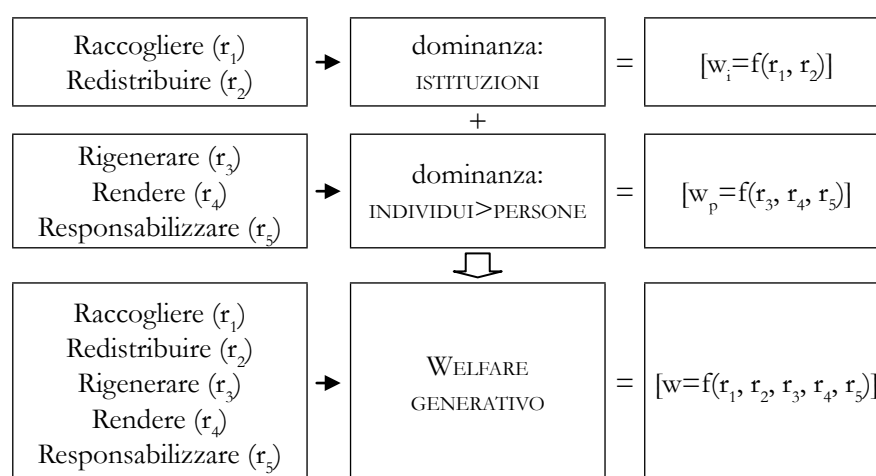 Raccogliere (r₁)
Redistribuire (r₂)
dominanza:
ISTITUZIONI
=
[wᵢ=f(r₁, r₂)]
+
Rigenerare (r₃)
Rendere (r₄)
Responsabilizzare (r₅)
dominanza:
INDIVIDUI>PERSONE
=
[wₚ=f(r₃, r₄, r₅)]
Raccogliere (r₁)
Redistribuire (r₂)
Rigenerare (r₃)
Rendere (r₄)
Responsabilizzare (r₅)
WELFARE
GENERATIVO
=
[w=f(r₁, r₂, r₃, r₄, r₅)]